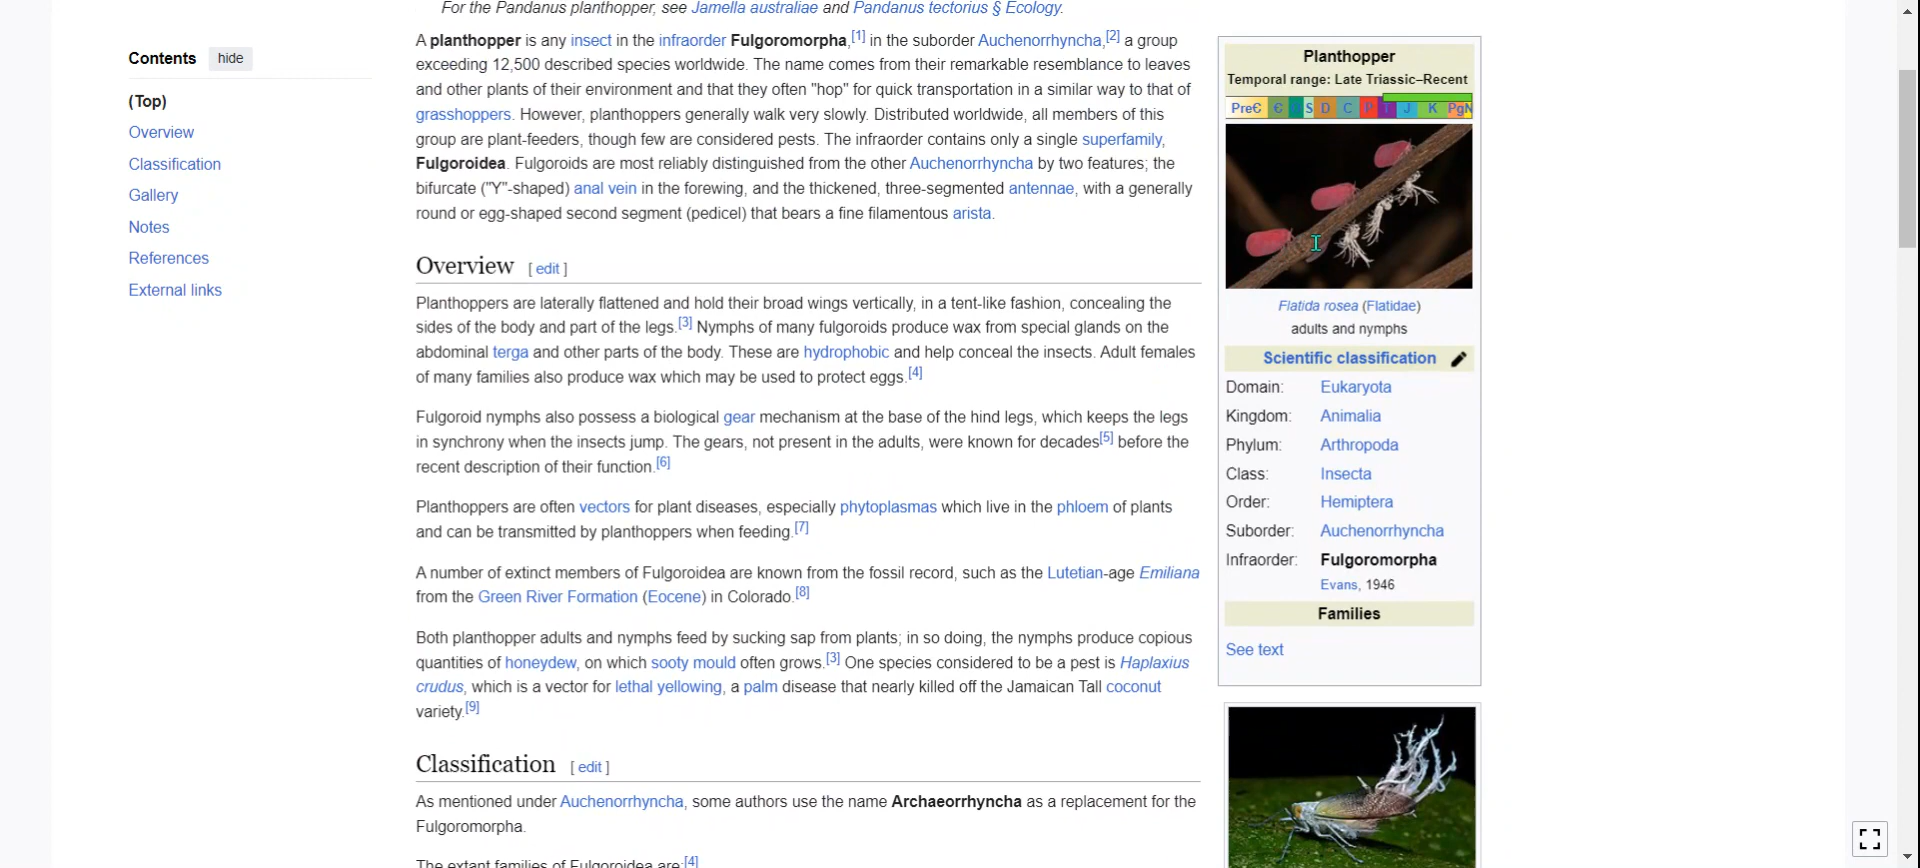 For the Pandanus planthopper, see Jamella australiae and Pandanus tectorius § Ecology.
Contents hide
(Top)
Overview
Classification
Gallery
Notes
References
External links
A planthopper is any insect in the infraorder Fulgoromorpha,[1] in the suborder Auchenorrhyncha,[2] a group
exceeding 12,500 described species worldwide. The name comes from their remarkable resemblance to leaves
and other plants of their environment and that they often "hop" for quick transportation in a similar way to that of
grasshoppers. However, planthoppers generally walk very slowly. Distributed worldwide, all members of this
group are plant-feeders, though few are considered pests. The infraorder contains only a single superfamily,
Fulgoroidea. Fulgoroids are most reliably distinguished from the other Auchenorrhyncha by two features; the
bifurcate ("Y"-shaped) anal vein in the forewing, and the thickened, three-segmented antennae, with a generally
round or egg-shaped second segment (pedicel) that bears a fine filamentous arista.
Overview [ edit ]
Planthoppers are laterally flattened and hold their broad wings vertically, in a tent-like fashion, concealing the
sides of the body and part of the legs.[3] Nymphs of many fulgoroids produce wax from special glands on the
abdominal terga and other parts of the body. These are hydrophobic and help conceal the insects. Adult females
of many families also produce wax which may be used to protect eggs.[4]
Fulgoroid nymphs also possess a biological gear mechanism at the base of the hind legs, which keeps the legs
in synchrony when the insects jump. The gears, not present in the adults, were known for decades[5] before the
recent description of their function.[6]
Planthoppers are often vectors for plant diseases, especially phytoplasmas which live in the phloem of plants
and can be transmitted by planthoppers when feeding.[7]
A number of extinct members of Fulgoroidea are known from the fossil record, such as the Lutetian-age Emiliana
from the Green River Formation (Eocene) in Colorado.[8]
Both planthopper adults and nymphs feed by sucking sap from plants; in so doing, the nymphs produce copious
quantities of honeydew, on which sooty mould often grows.[3] One species considered to be a pest is Haplaxius
crudus, which is a vector for lethal yellowing, a palm disease that nearly killed off the Jamaican Tall coconut
variety.[9]
Classification [ edit ]
As mentioned under Auchenorrhyncha, some authors use the name Archaeorrhyncha as a replacement for the
Fulgoromorpha.
The extant families of Fulgoroidea are:[4]
Planthopper
Temporal range: Late Triassic–Recent
PreꞒ Ꞓ S D C P T J K Pg N
Flatida rosea (Flatidae)
adults and nymphs
Scientific classification
Domain: Eukaryota
Kingdom: Animalia
Phylum: Arthropoda
Class: Insecta
Order: Hemiptera
Suborder: Auchenorrhyncha
Infraorder: Fulgoromorpha
Evans, 1946
Families
See text